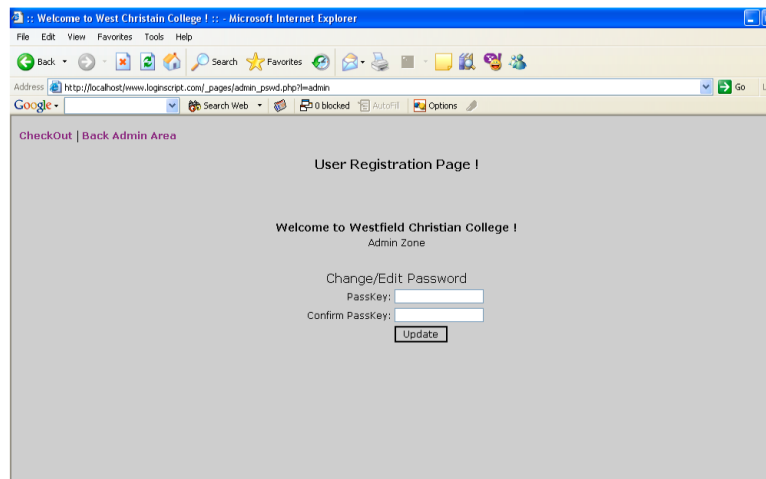 :: Welcome to West Christain College ! :: - Microsoft Internet Explorer
File Edit View Favorites Tools Help
Back Search Favorites
Address http://localhost/www.loginscript.com/_pages/admin_pswd.php?l=admin Go L
Google Search Web 0 blocked AutoFill Options
CheckOut | Back Admin Area
User Registration Page !
Welcome to Westfield Christian College !
Admin Zone
Change/Edit Password
PassKey:
Confirm PassKey:
Update